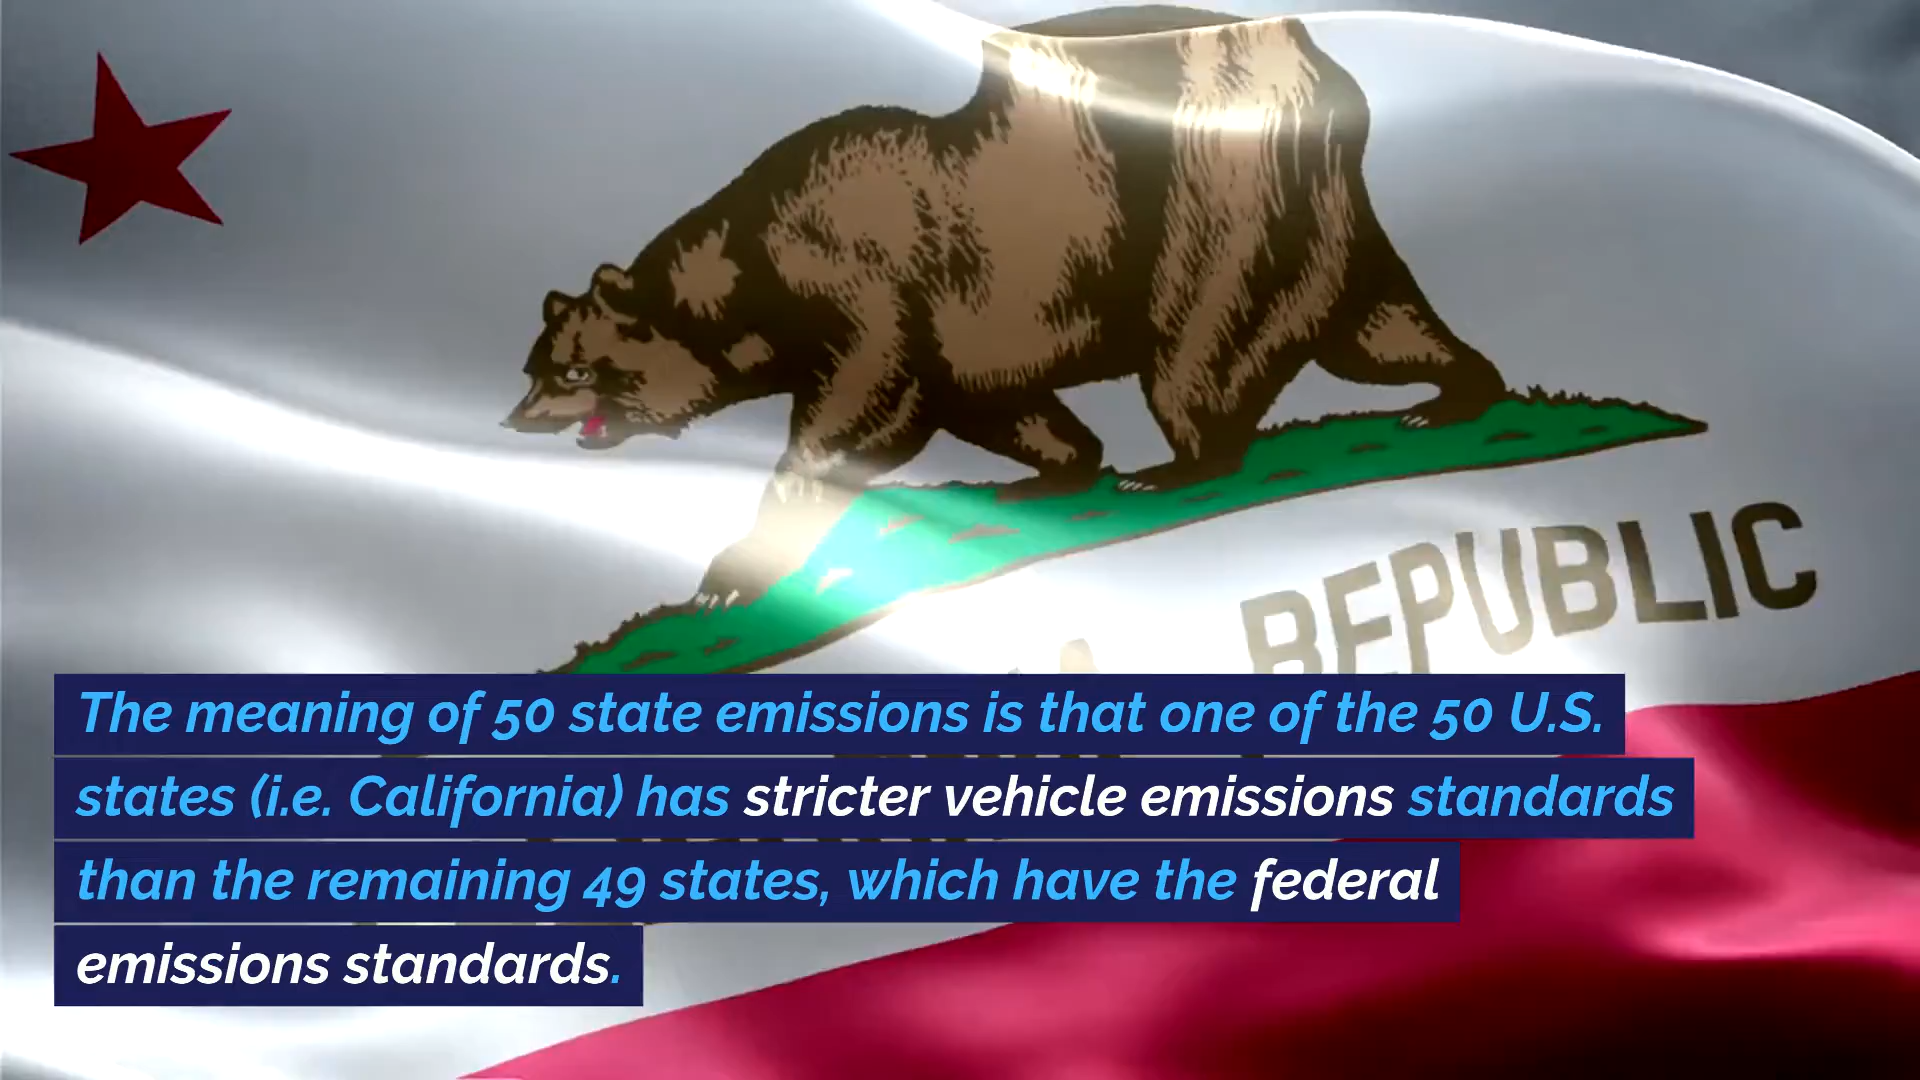 REPUBLIC
The meaning of 50 state emissions is that one of the 50 U.S.
states (i.e. California) has stricter vehicle emissions standards
than the remaining 49 states, which have the federal
emissions standards.